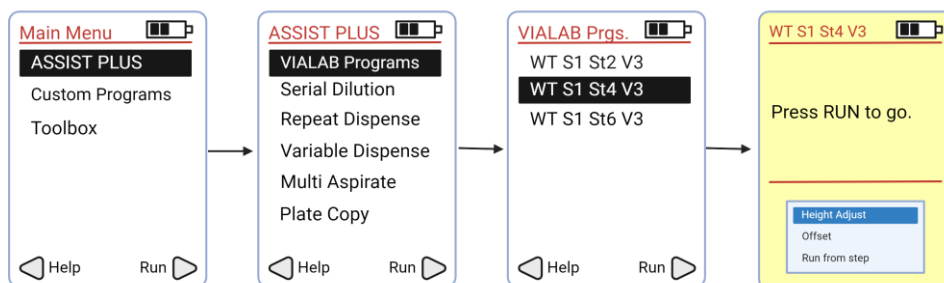 Main Menu
ASSIST PLUS
Custom Programs
Toolbox
Help
Run
ASSIST PLUS
VIALAB Programs
Serial Dilution
Repeat Dispense
Variable Dispense
Multi Aspirate
Plate Copy
Help
Run
VIALAB Prgs.
WT S1 St2 V3
WT S1 St4 V3
WT S1 St6 V3
Help
Run
WT S1 St4 V3
Press RUN to go.
Height Adjust
Offset
Run from step